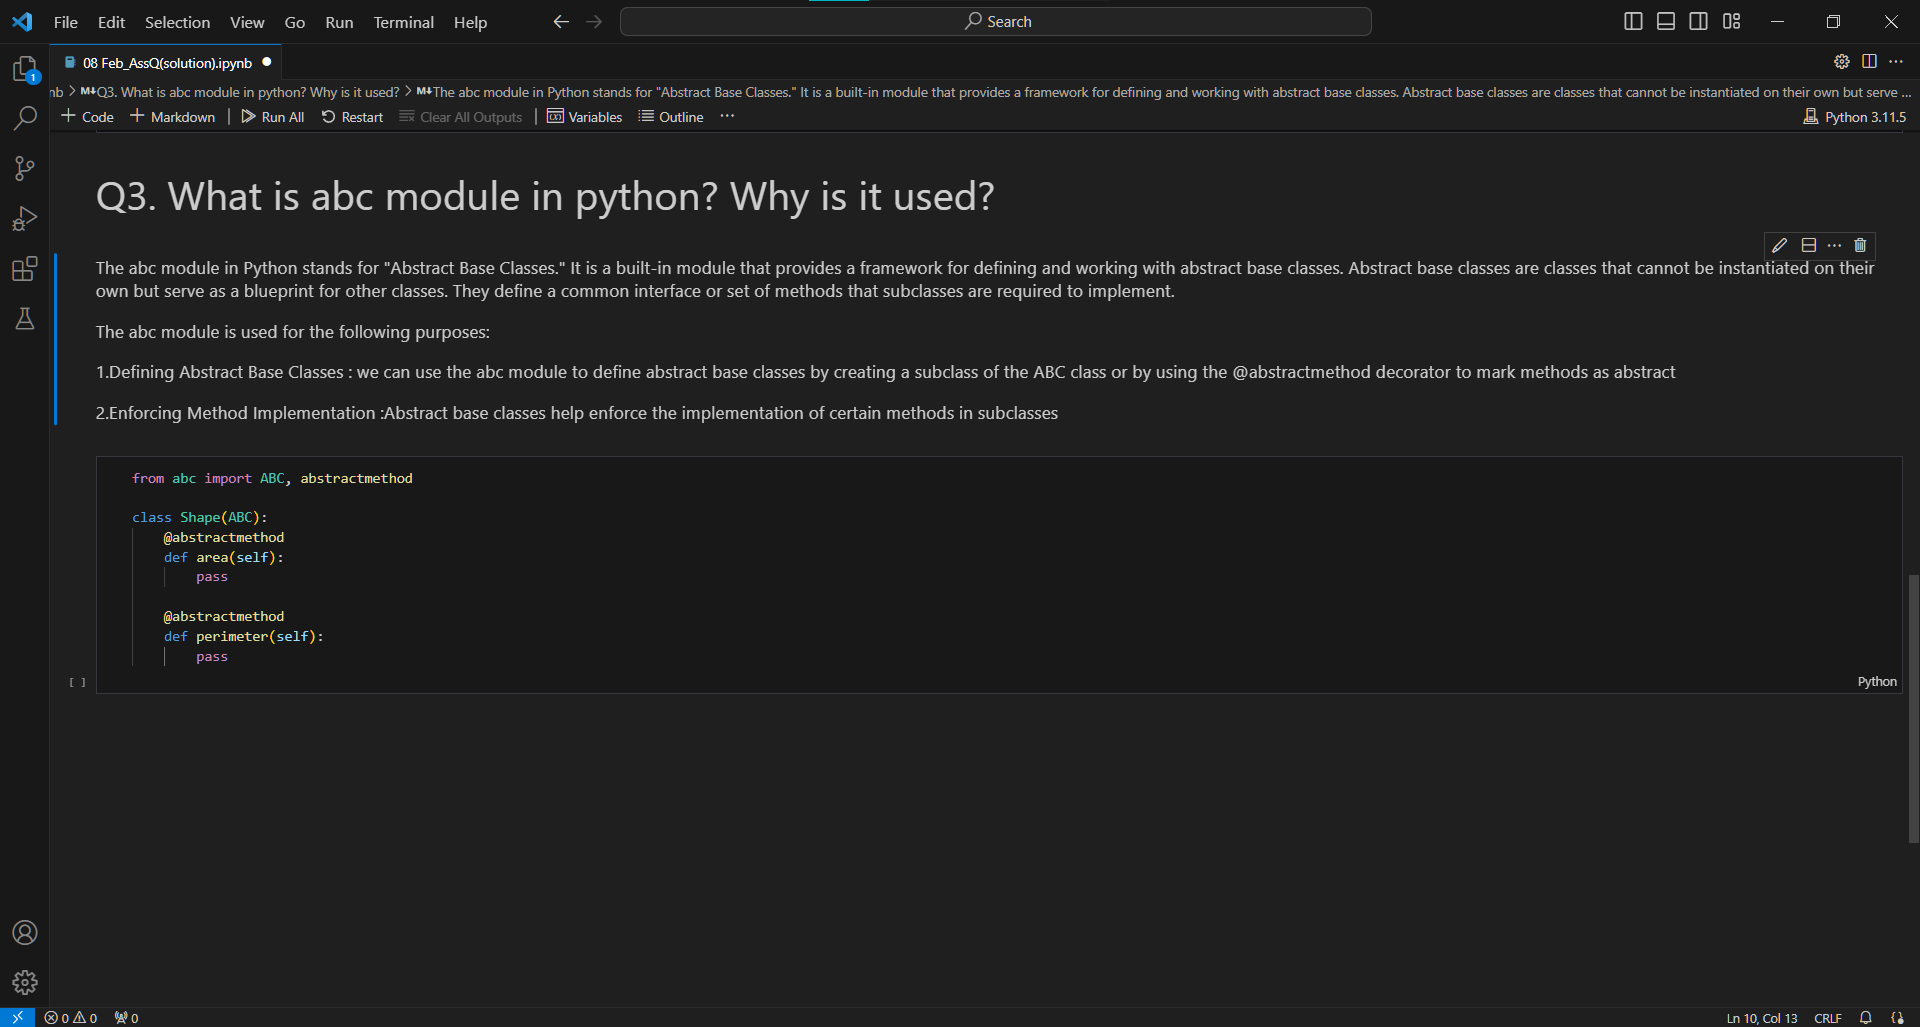 File Edit Selection View Go Run Terminal Help Search
08 Feb_AssQ(solution).ipynb
nb > M↓Q3. What is abc module in python? Why is it used? > M↓The abc module in Python stands for "Abstract Base Classes." It is a built-in module that provides a framework for defining and working with abstract base classes. Abstract base classes are classes that cannot be instantiated on their own but serve ...
+ Code + Markdown | Run All Restart Clear All Outputs | Variables Outline ... Python 3.11.5
Q3. What is abc module in python? Why is it used?
The abc module in Python stands for "Abstract Base Classes." It is a built-in module that provides a framework for defining and working with abstract base classes. Abstract base classes are classes that cannot be instantiated on their
own but serve as a blueprint for other classes. They define a common interface or set of methods that subclasses are required to implement.
The abc module is used for the following purposes:
1.Defining Abstract Base Classes : we can use the abc module to define abstract base classes by creating a subclass of the ABC class or by using the @abstractmethod decorator to mark methods as abstract
2.Enforcing Method Implementation :Abstract base classes help enforce the implementation of certain methods in subclasses
from abc import ABC, abstractmethod
class Shape(ABC):
@abstractmethod
def area(self):
pass
@abstractmethod
def perimeter(self):
pass
[ ]
Python
1
0 0 0 Ln 10, Col 13 CRLF